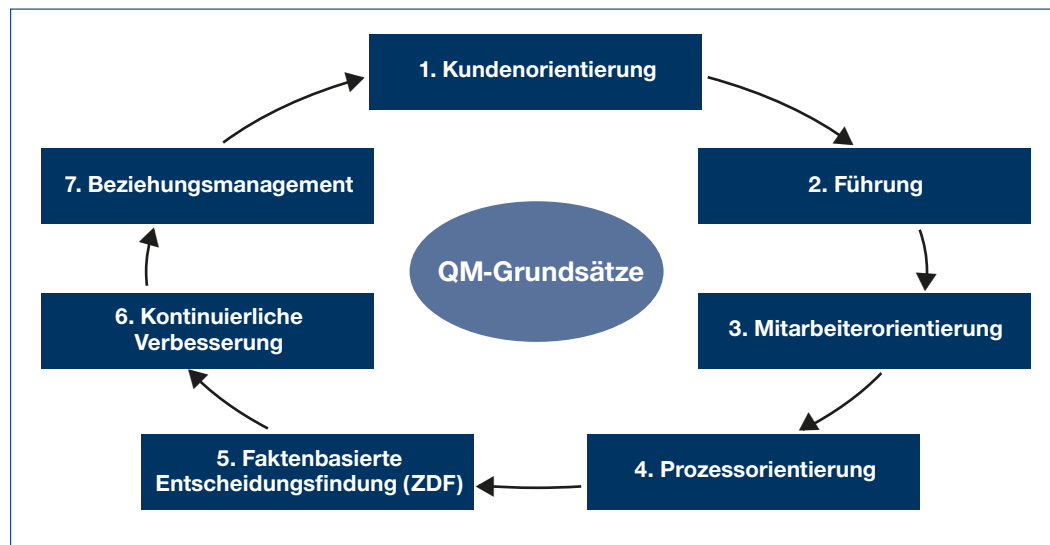 1. Kundenorientierung
2. Führung
3. Mitarbeiterorientierung
4. Prozessorientierung
5. Faktenbasierte
Entscheidungsfindung (ZDF)
6. Kontinuierliche
Verbesserung
7. Beziehungsmanagement
QM-Grundsätze